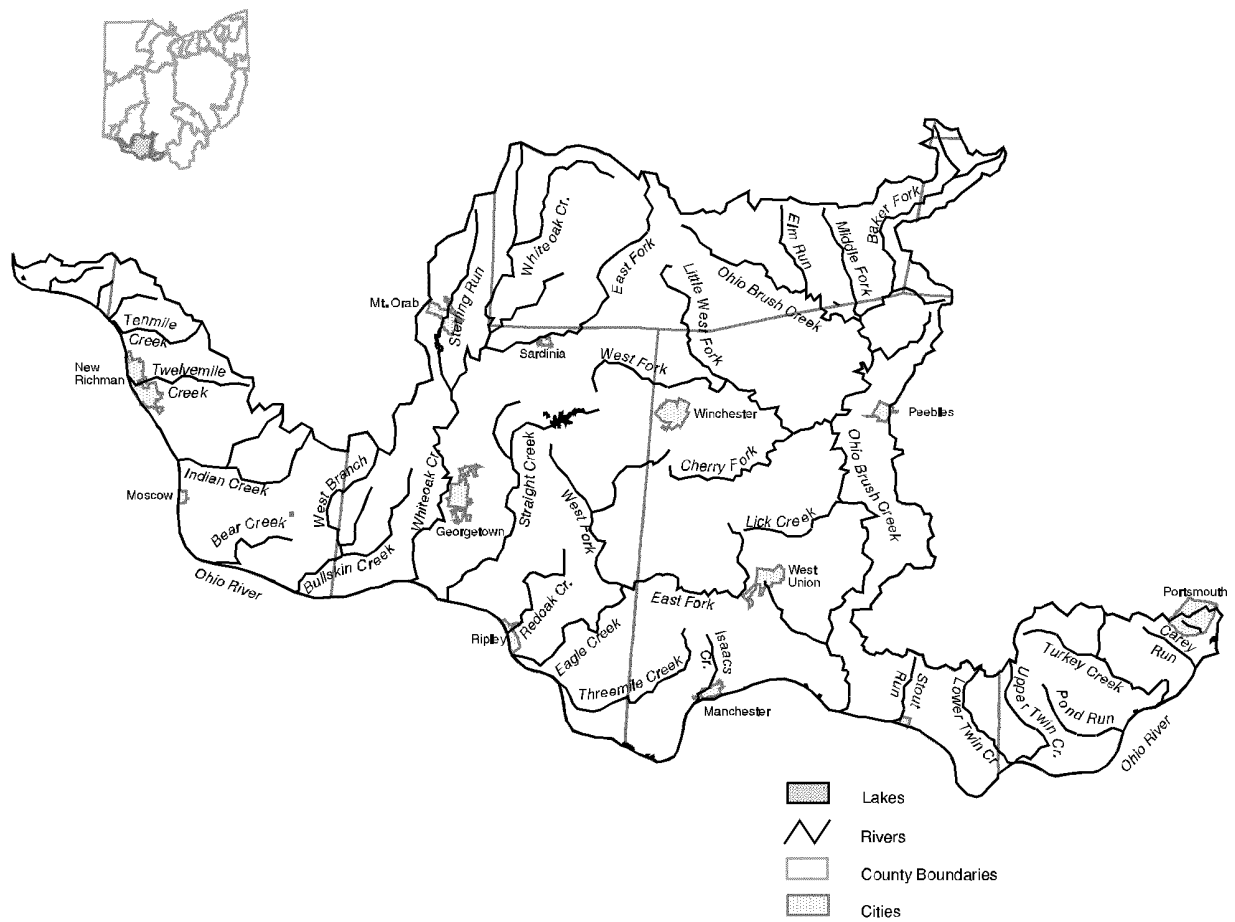 Baker Fork
Whiteoak Cr.
Elm Run
Middle Fork
East Fork
Little West Fork
Ohio Brush Creek
Sterling Run
Mt. Orab
Tenmile
Creek
Sardinia
West Fork
New
Richman
Twelvemile
Creek
Winchester
Peebles
Cherry Fork
Ohio Brush Creek
Indian Creek
West Branch
Whiteoak Cr.
Straight Creek
West Fork
Moscow
Bear Creek
Georgetown
Lick Creek
Ohio River
Bullskin Creek
West
Union
Redoak Cr.
East Fork
Portsmouth
Ripley
Eagle Creek
Isaacs
Cr.
Carey
Run
Threemile Creek
Turkey Creek
Manchester
Stout
Run
Lower Twin Cr
Upper Twin Cr.
Pond Run
Ohio River
Lakes
Rivers
County Boundaries
Cities